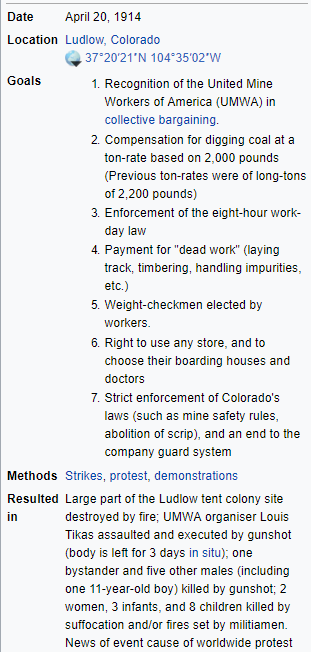 Date April 20, 1914
Location Ludlow, Colorado
37°20′21″N 104°35′02″W
Goals 1. Recognition of the United Mine
Workers of America (UMWA) in
collective bargaining.
2. Compensation for digging coal at a
ton-rate based on 2,000 pounds
(Previous ton-rates were of long-tons
of 2,200 pounds)
3. Enforcement of the eight-hour work-
day law
4. Payment for "dead work" (laying
track, timbering, handling impurities,
etc.)
5. Weight-checkmen elected by
workers.
6. Right to use any store, and to
choose their boarding houses and
doctors
7. Strict enforcement of Colorado's
laws (such as mine safety rules,
abolition of scrip), and an end to the
company guard system
Methods Strikes, protest, demonstrations
Resulted Large part of the Ludlow tent colony site
in destroyed by fire; UMWA organiser Louis
Tikas assaulted and executed by gunshot
(body is left for 3 days in situ); one
bystander and five other males (including
one 11-year-old boy) killed by gunshot; 2
women, 3 infants, and 8 children killed by
suffocation and/or fires set by militiamen.
News of event cause of worldwide protest